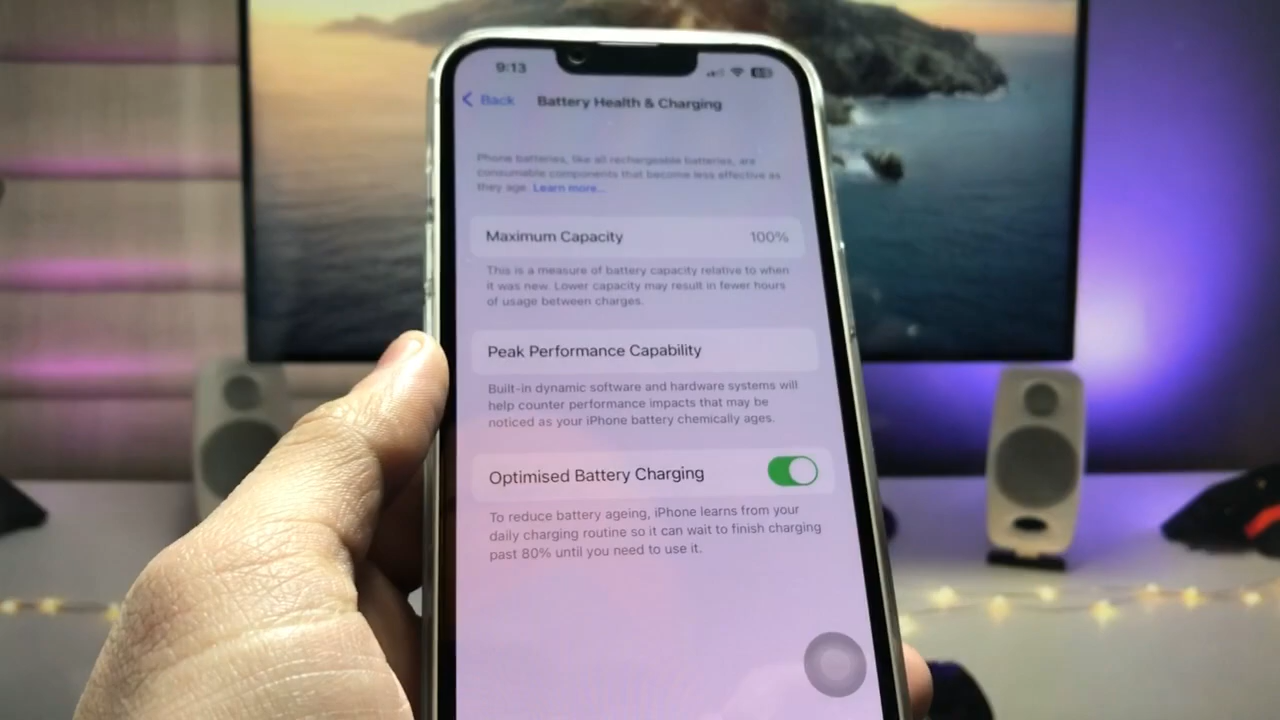 9:13
Back
Battery Health & Charging
Phone batteries, like all rechargeable batteries, are
consumable components that become less effective as
they age. Learn more...
Maximum Capacity 100%
This is a measure of battery capacity relative to when
it was new. Lower capacity may result in fewer hours
of usage between charges.
Peak Performance Capability
Built-in dynamic software and hardware systems will
help counter performance impacts that may be
noticed as your iPhone battery chemically ages.
Optimised Battery Charging
To reduce battery ageing, iPhone learns from your
daily charging routine so it can wait to finish charging
past 80% until you need to use it.